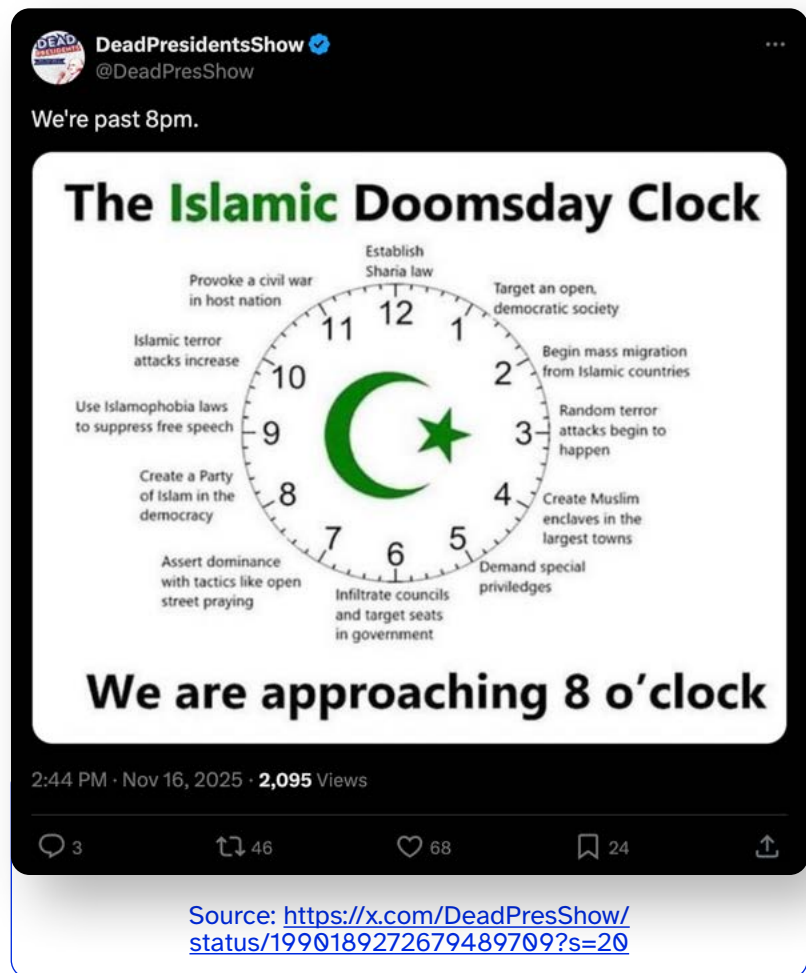 DEAD
PRESIDENTS
DeadPresidentsShow
@DeadPresShow
We're past 8pm.
The Islamic Doomsday Clock
Establish
Sharia law
Target an open,
democratic society
Begin mass migration
from Islamic countries
Random terror
attacks begin to
happen
Create Muslim
enclaves in the
largest towns
Demand special
priviledges
Infiltrate councils
and target seats
in government
Assert dominance
with tactics like open
street praying
Create a Party
of Islam in the
democracy
Use Islamophobia laws
to suppress free speech
Islamic terror
attacks increase
Provoke a civil war
in host nation
12
1
2
3
4
5
6
7
8
9
10
11
We are approaching 8 o’clock
2:44 PM · Nov 16, 2025 · 2,095 Views
3
46
68
24
Source: https://x.com/DeadPresShow/
status/1990189272679489709?s=20